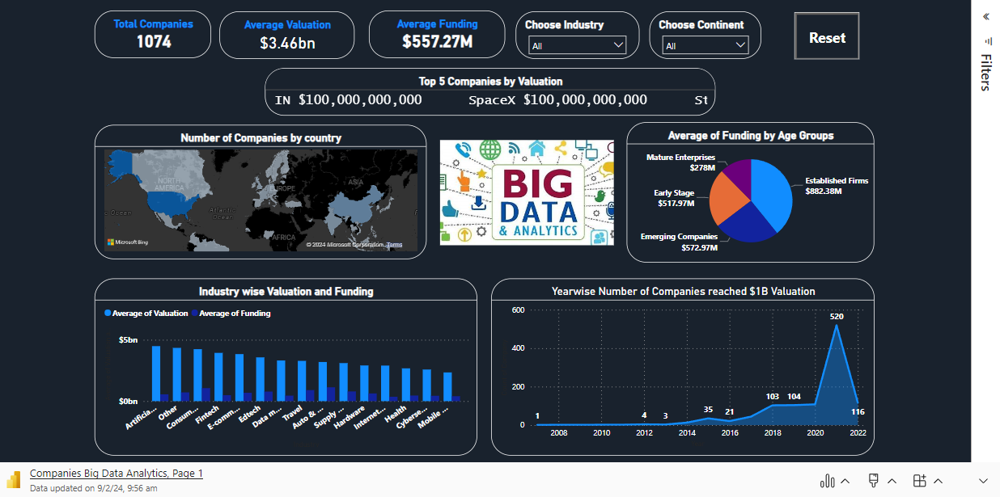 Total Companies
1074
Average Valuation
$3.46bn
Average Funding
$557.27M
Choose Industry
All
Choose Continent
All
Reset
Filters
Top 5 Companies by Valuation
IN $100,000,000,000 SpaceX $100,000,000,000 St
Number of Companies by country
NORTH
AMERICA
EUROPE
ASIA
Atlantic
Ocean
Ocean
AFRICA
Microsoft Bing
© 2024 Microsoft Corporation Terms
BIG
DATA
& ANALYTICS
Average of Funding by Age Groups
Mature Enterprises
$278M
Established Firms
$882.38M
Early Stage
$517.97M
Emerging Companies
$572.97M
Industry wise Valuation and Funding
Average of Valuation Average of Funding
$5bn
$0bn
Artificia... Other Consum... Fintech E-comm... Edtech Data m... Travel Auto & ... Supply ... Hardware Internet... Health Cyberse... Mobile ...
Yearwise Number of Companies reached $1B Valuation
600
400
200
0
1 4 3 35 21 103 104 520 116
2008 2010 2012 2014 2016 2018 2020 2022
Companies Big Data Analytics, Page 1
Data updated on 9/2/24, 9:56 am